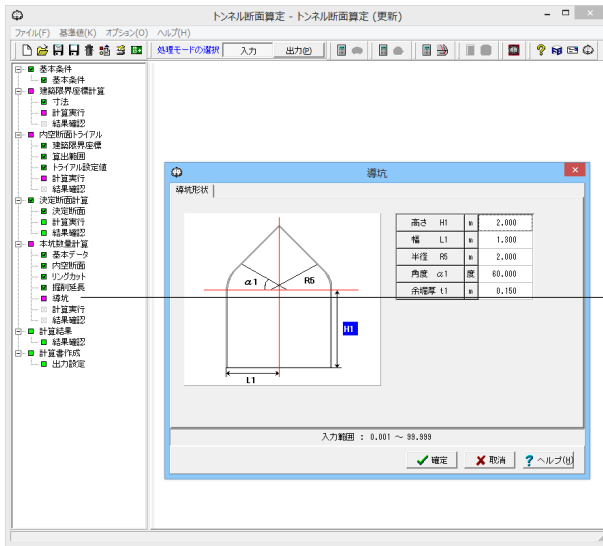 トンネル断面算定 - トンネル断面算定 (更新)
ファイル(F) 基準値(K) オプション(O) ヘルプ(H)
処理モードの選択 入力 出力(P)
基本条件
基本条件
建築限界座標計算
寸法
計算実行
結果確認
内空断面トライアル
建築限界座標
算出範囲
トライアル設定値
計算実行
結果確認
決定断面計算
決定断面
計算実行
結果確認
本坑数量計算
基本データ
内空断面
リングカット
掘削延長
導坑
計算実行
結果確認
計算結果
結果確認
計算書作成
出力設定
導坑
導坑形状
α1 R5
H1
L1
高さ H1 m 2.000
幅 L1 m 1.300
半径 R5 m 2.000
角度 α1 度 60.000
余堀厚 t1 m 0.150
入力範囲 : 0.001 ～ 99.999
確定 取消 ヘルプ(H)